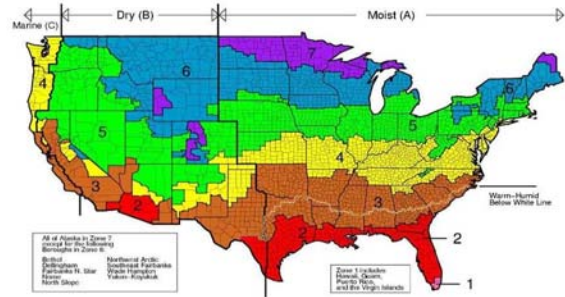 Marine (C)
Dry (B)
Moist (A)
7
6
6
4
5
5
4
3
3
2
2
Warm-Humid
Below White Line
2
1
All of Alaska in Zone 7
except for the following
Boroughs in Zone 8:
Bethel
Dellingham
Fairbanks N. Star
Nome
North Slope
Northwest Arctic
Southeast Fairbanks
Wade Hampton
Yukon-Koyukuk
Zone 1 includes
Hawaii, Guam,
Puerto Rico,
and the Virgin Islands